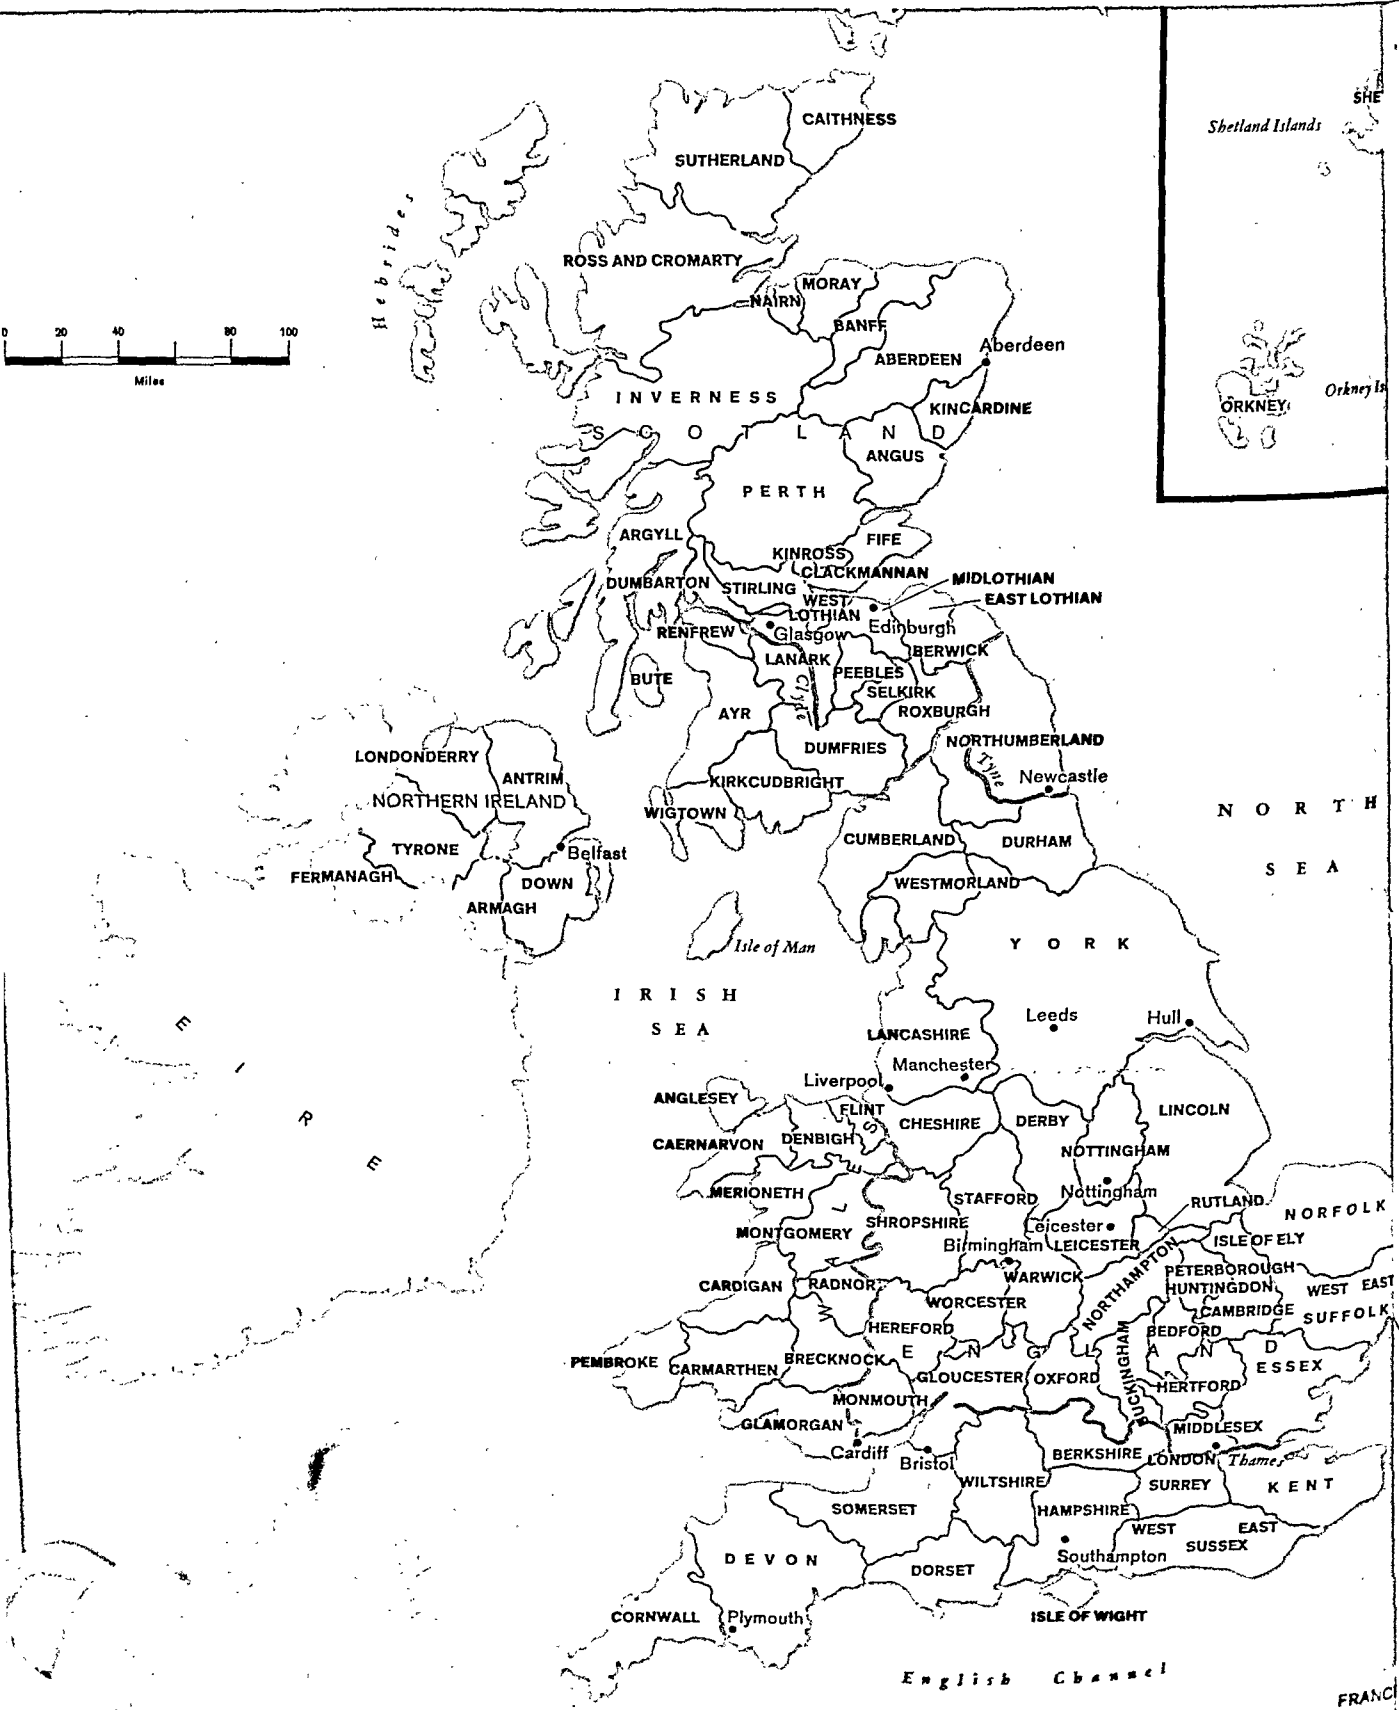 SHE
Shetland Islands
CAITHNESS
SUTHERLAND
Hebsides
ROSS AND CROMARTY
MORAY
NAIRN
BANFF
0 20 40 80 100
Miles
Aberdeen
ABERDEEN
INVERNESS
KINCARDINE
ORKNEY
Orkney Is
SCOTLAND
ANGUS
PERTH
ARGYLL
FIFE
KINROSS
CLACKMANNAN
DUMBARTON
STIRLING
MIDLOTHIAN
WEST
LOTHIAN
EAST LOTHIAN
RENFREW
Glasgow
Edinburgh
BERWICK
LANARK
PEEBLES
BUTE
Clyde
SELKIRK
AYR
ROXBURGH
DUMFRIES
NORTHUMBERLAND
LONDONDERRY
ANTRIM
KIRKCUDBRIGHT
Tyne
Newcastle
NORTHERN IRELAND
WIGTOWN
NORTH
SEA
CUMBERLAND
DURHAM
TYRONE
Belfast
FERMANAGH
DOWN
WESTMORLAND
ARMAGH
Isle of Man
YORK
IRISH
SEA
EIRE
Leeds
Hull
LANCASHIRE
Manchester
Liverpool
ANGLESEY
FLINT
CHESHIRE
DERBY
LINCOLN
CAERNARVON
DENBIGH
NOTTINGHAM
MERIONETH
STAFFORD
Nottingham
RUTLAND
NORFOLK
MONTGOMERY
SHROPSHIRE
Leicester
Birmingham
LEICESTER
ISLE OF ELY
WALES
CARDIGAN
RADNOR
WARWICK
NORTHAMPTON
PETERBOROUGH
HUNTINGDON
WEST EAST
SUFFOLK
WORCESTER
CAMBRIDGE
HEREFORD
BEDFORD
ENGLAND
PEMBROKE
CARMARTHEN
BRECKNOCK
GLOUCESTER
OXFORD
BUCKINGHAM
ESSEX
HERTFORD
MONMOUTH
GLAMORGAN
MIDDLESEX
Cardiff
Bristol
BERKSHIRE
LONDON
Thames
WILTSHIRE
SURREY
KENT
SOMERSET
HAMPSHIRE
WEST EAST
SUSSEX
DEVON
DORSET
Southampton
CORNWALL
Plymouth
ISLE OF WIGHT
English Channel
FRANC